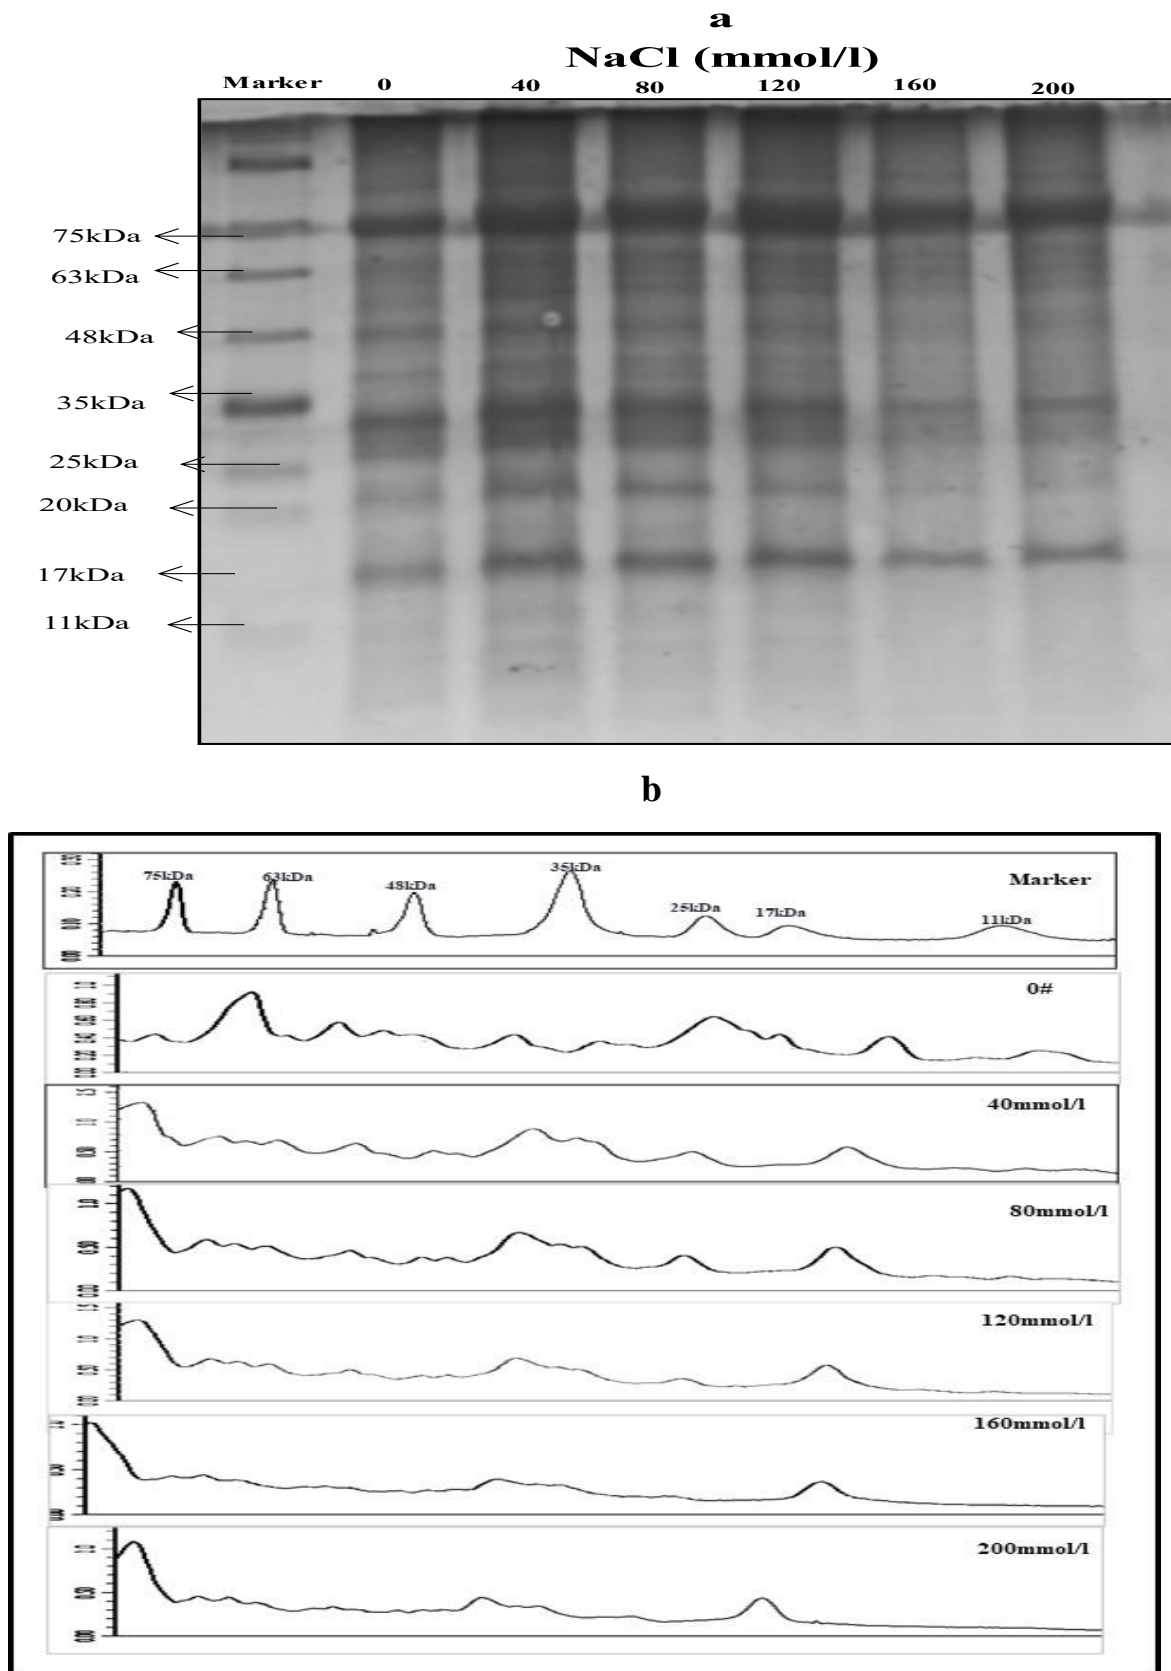 a
NaCl (mmol/l)
Marker 0 40 80 120 160 200
75kDa
63kDa
48kDa
35kDa
25kDa
20kDa
17kDa
11kDa
b
75kDa 63kDa 48kDa 35kDa 25kDa 17kDa 11kDa
Marker
0#
40mmol/l
80mmol/l
120mmol/l
160mmol/l
200mmol/l